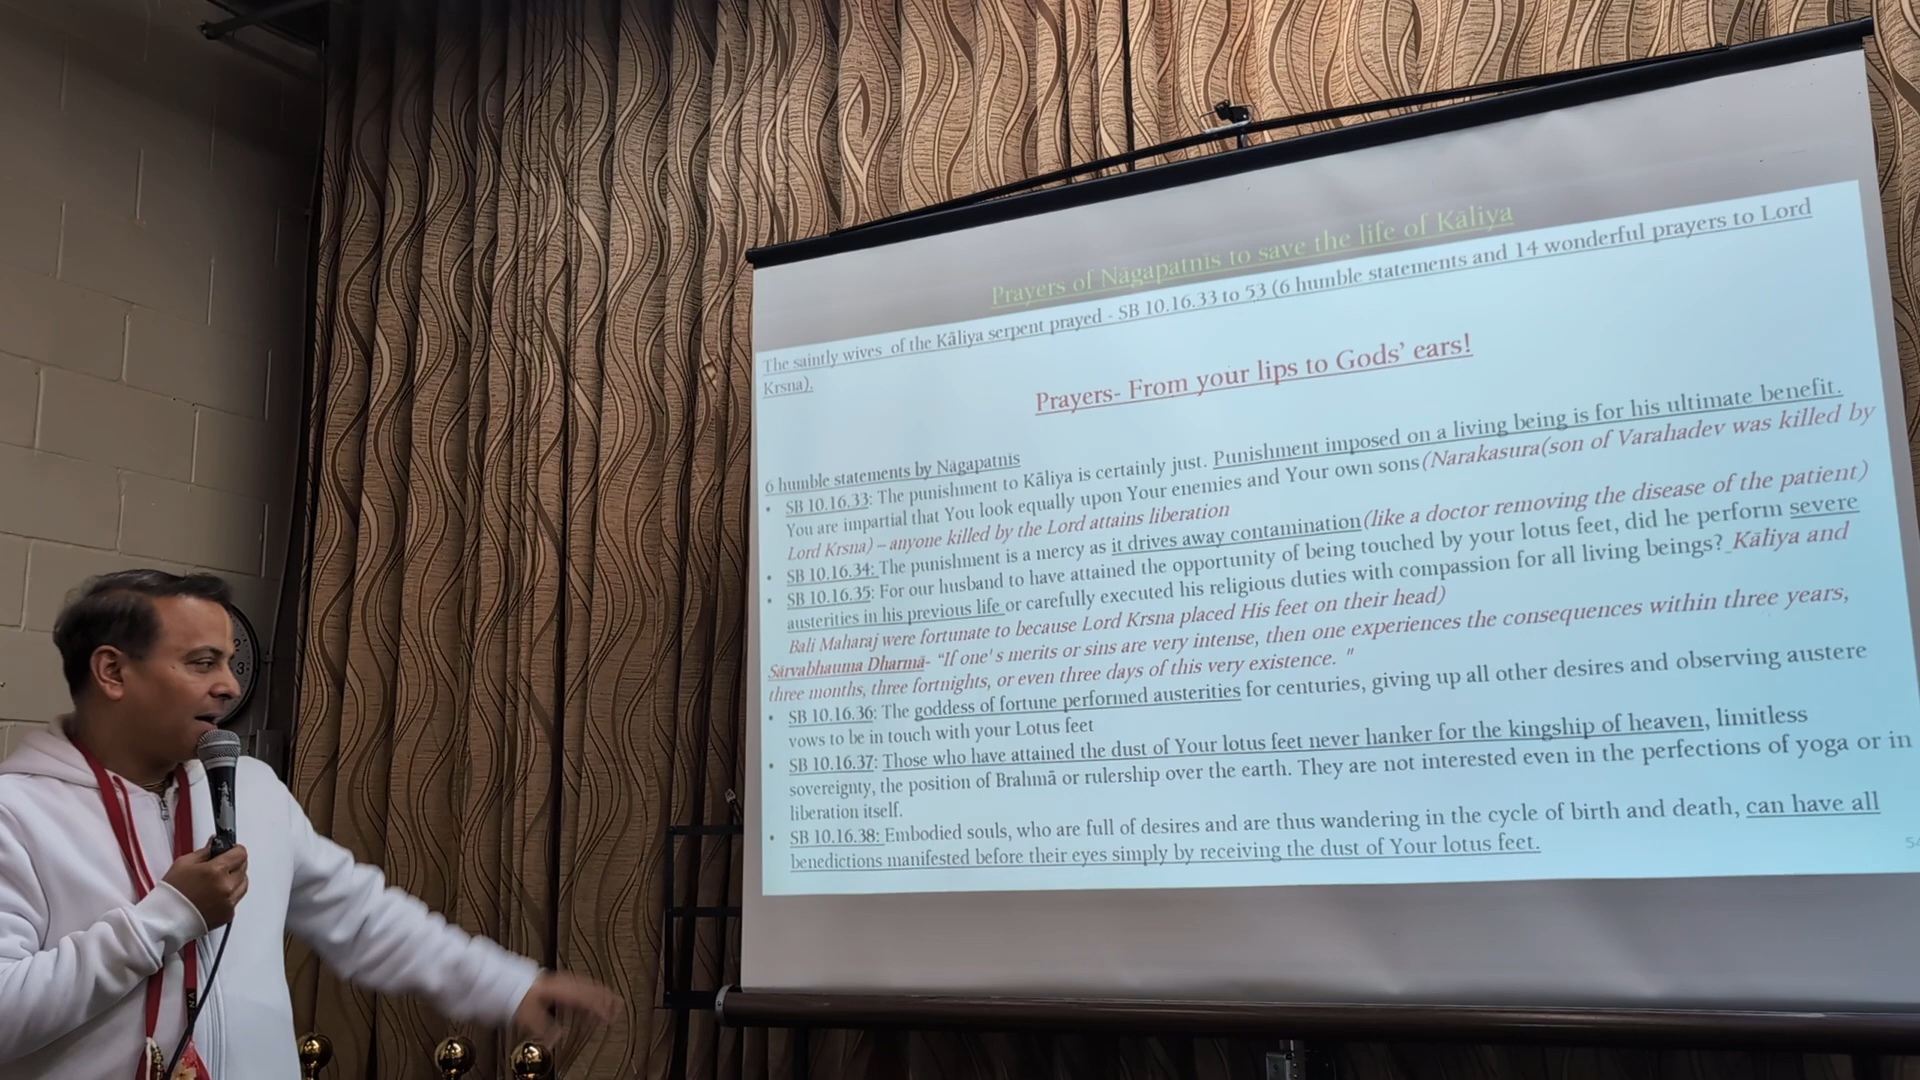 Prayers of Nāgapatnis to save the life of Kāliya
The saintly wives of the Kāliya serpent prayed - SB 10.16.33 to 53 (6 humble statements and 14 wonderful prayers to Lord
Krsna).
Prayers- From your lips to Gods' ears!
6 humble statements by Nāgapatnis
• SB 10.16.33: The punishment to Kāliya is certainly just. Punishment imposed on a living being is for his ultimate benefit.
You are impartial that You look equally upon Your enemies and Your own sons (Narakasura(son of Varahadev was killed by
Lord Krsna) – anyone killed by the Lord attains liberation
• SB 10.16.34: The punishment is a mercy as it drives away contamination (like a doctor removing the disease of the patient)
• SB 10.16.35: For our husband to have attained the opportunity of being touched by your lotus feet, did he perform severe
austerities in his previous life or carefully executed his religious duties with compassion for all living beings? Kāliya and
Bali Maharaj were fortunate to because Lord Krsna placed His feet on their head)
Sārvabhauma Dharmā- "If one's merits or sins are very intense, then one experiences the consequences within three years,
three months, three fortnights, or even three days of this very existence. "
• SB 10.16.36: The goddess of fortune performed austerities for centuries, giving up all other desires and observing austere
vows to be in touch with your Lotus feet
• SB 10.16.37: Those who have attained the dust of Your lotus feet never hanker for the kingship of heaven, limitless
sovereignty, the position of Brahmā or rulership over the earth. They are not interested even in the perfections of yoga or in
liberation itself.
• SB 10.16.38: Embodied souls, who are full of desires and are thus wandering in the cycle of birth and death, can have all
benedictions manifested before their eyes simply by receiving the dust of Your lotus feet.